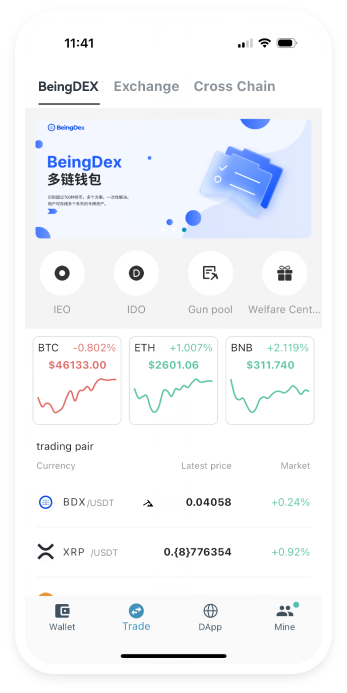 11:41
BeingDEX Exchange Cross Chain
BeingDex
BeingDex
多链钱包
IEO IDO Gun pool Welfare Cent...
BTC -0.802% ETH +1.007% BNB +2.119%
$46133.00 $2601.06 $311.740
trading pair
Currency Latest price Market
BDX/USDT 0.04058 +0.24%
XRP /USDT 0.{8}776354 +0.92%
Wallet Trade DApp Mine